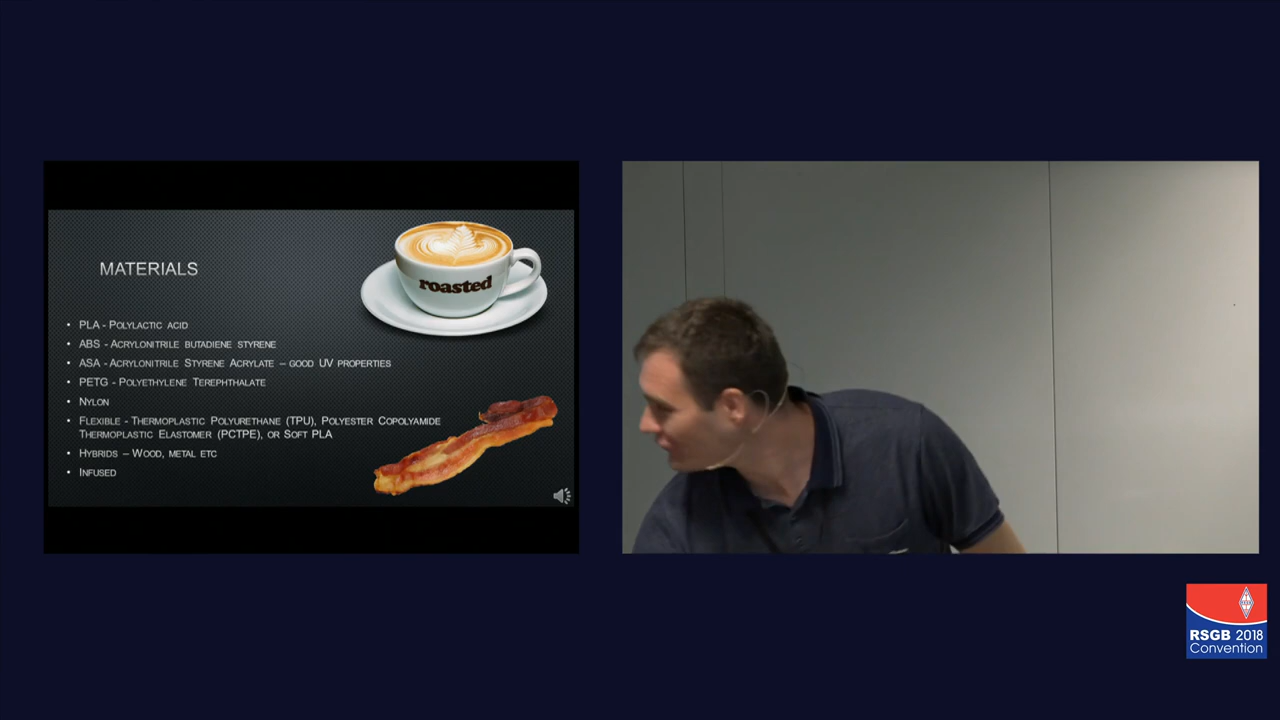 MATERIALS
roasted
• PLA - POLYLACTIC ACID
• ABS - ACRYLONITRILE BUTADIENE STYRENE
• ASA - ACRYLONITRILE STYRENE ACRYLATE – GOOD UV PROPERTIES
• PETG - POLYETHYLENE TEREPHTHALATE
• NYLON
• FLEXIBLE - THERMOPLASTIC POLYURETHANE (TPU), POLYESTER COPOLYAMIDE
THERMOPLASTIC ELASTOMER (PCTPE), OR SOFT PLA
• HYBRIDS – WOOD, METAL ETC
• INFUSED
RSGB 2018
Convention